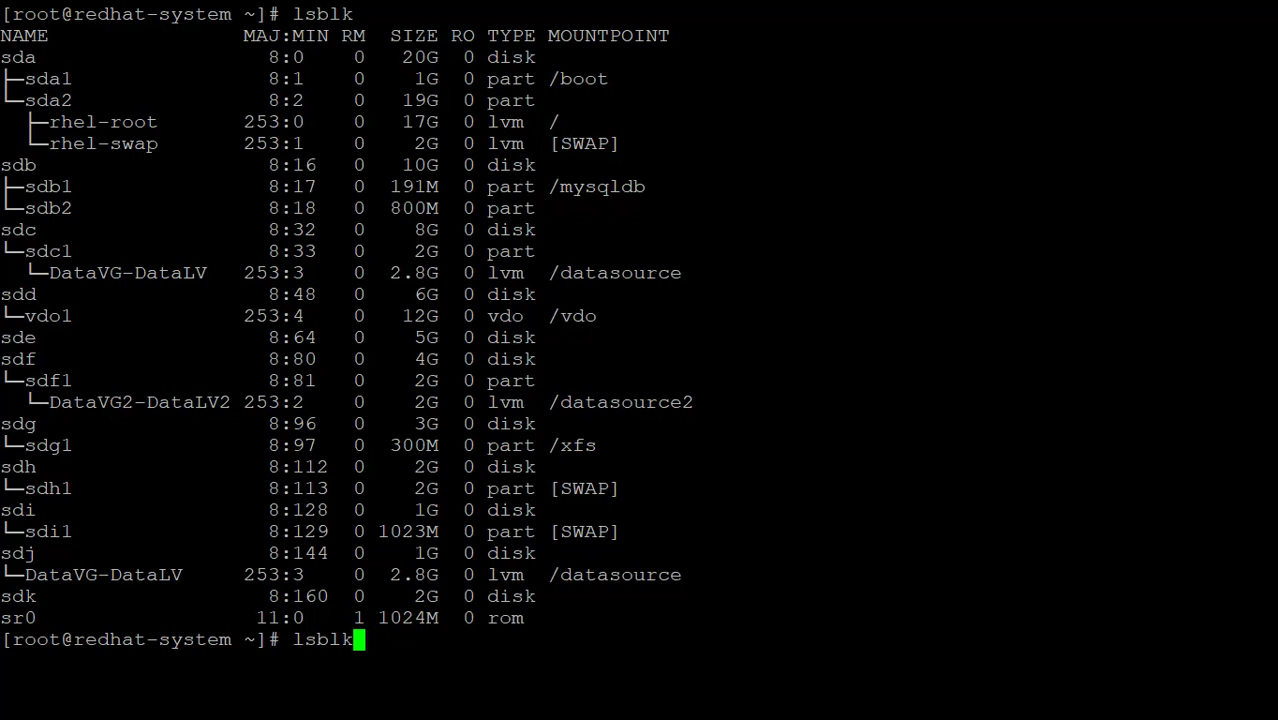 [root@redhat-system ~]# lsblk
NAME                         MAJ:MIN RM   SIZE RO TYPE MOUNTPOINT
sda                            8:0    0    20G  0 disk
├─sda1                         8:1    0     1G  0 part /boot
└─sda2                         8:2    0    19G  0 part
  ├─rhel-root                253:0    0    17G  0 lvm  /
  └─rhel-swap                253:1    0     2G  0 lvm  [SWAP]
sdb                            8:16   0    10G  0 disk
├─sdb1                         8:17   0   191M  0 part /mysqldb
└─sdb2                         8:18   0   800M  0 part
sdc                            8:32   0     8G  0 disk
└─sdc1                         8:33   0     2G  0 part
  └─DataVG-DataLV            253:3    0   2.8G  0 lvm  /datasource
sdd                            8:48   0     6G  0 disk
└─vdo1                       253:4    0    12G  0 vdo  /vdo
sde                            8:64   0     5G  0 disk
sdf                            8:80   0     4G  0 disk
└─sdf1                         8:81   0     2G  0 part
  └─DataVG2-DataLV2          253:2    0     2G  0 lvm  /datasource2
sdg                            8:96   0     3G  0 disk
└─sdg1                         8:97   0   300M  0 part /xfs
sdh                            8:112  0     2G  0 disk
└─sdh1                         8:113  0     2G  0 part [SWAP]
sdi                            8:128  0     1G  0 disk
└─sdi1                         8:129  0  1023M  0 part [SWAP]
sdj                            8:144  0     1G  0 disk
└─DataVG-DataLV              253:3    0   2.8G  0 lvm  /datasource
sdk                            8:160  0     2G  0 disk
sr0                           11:0    1  1024M  0 rom
[root@redhat-system ~]# lsblk